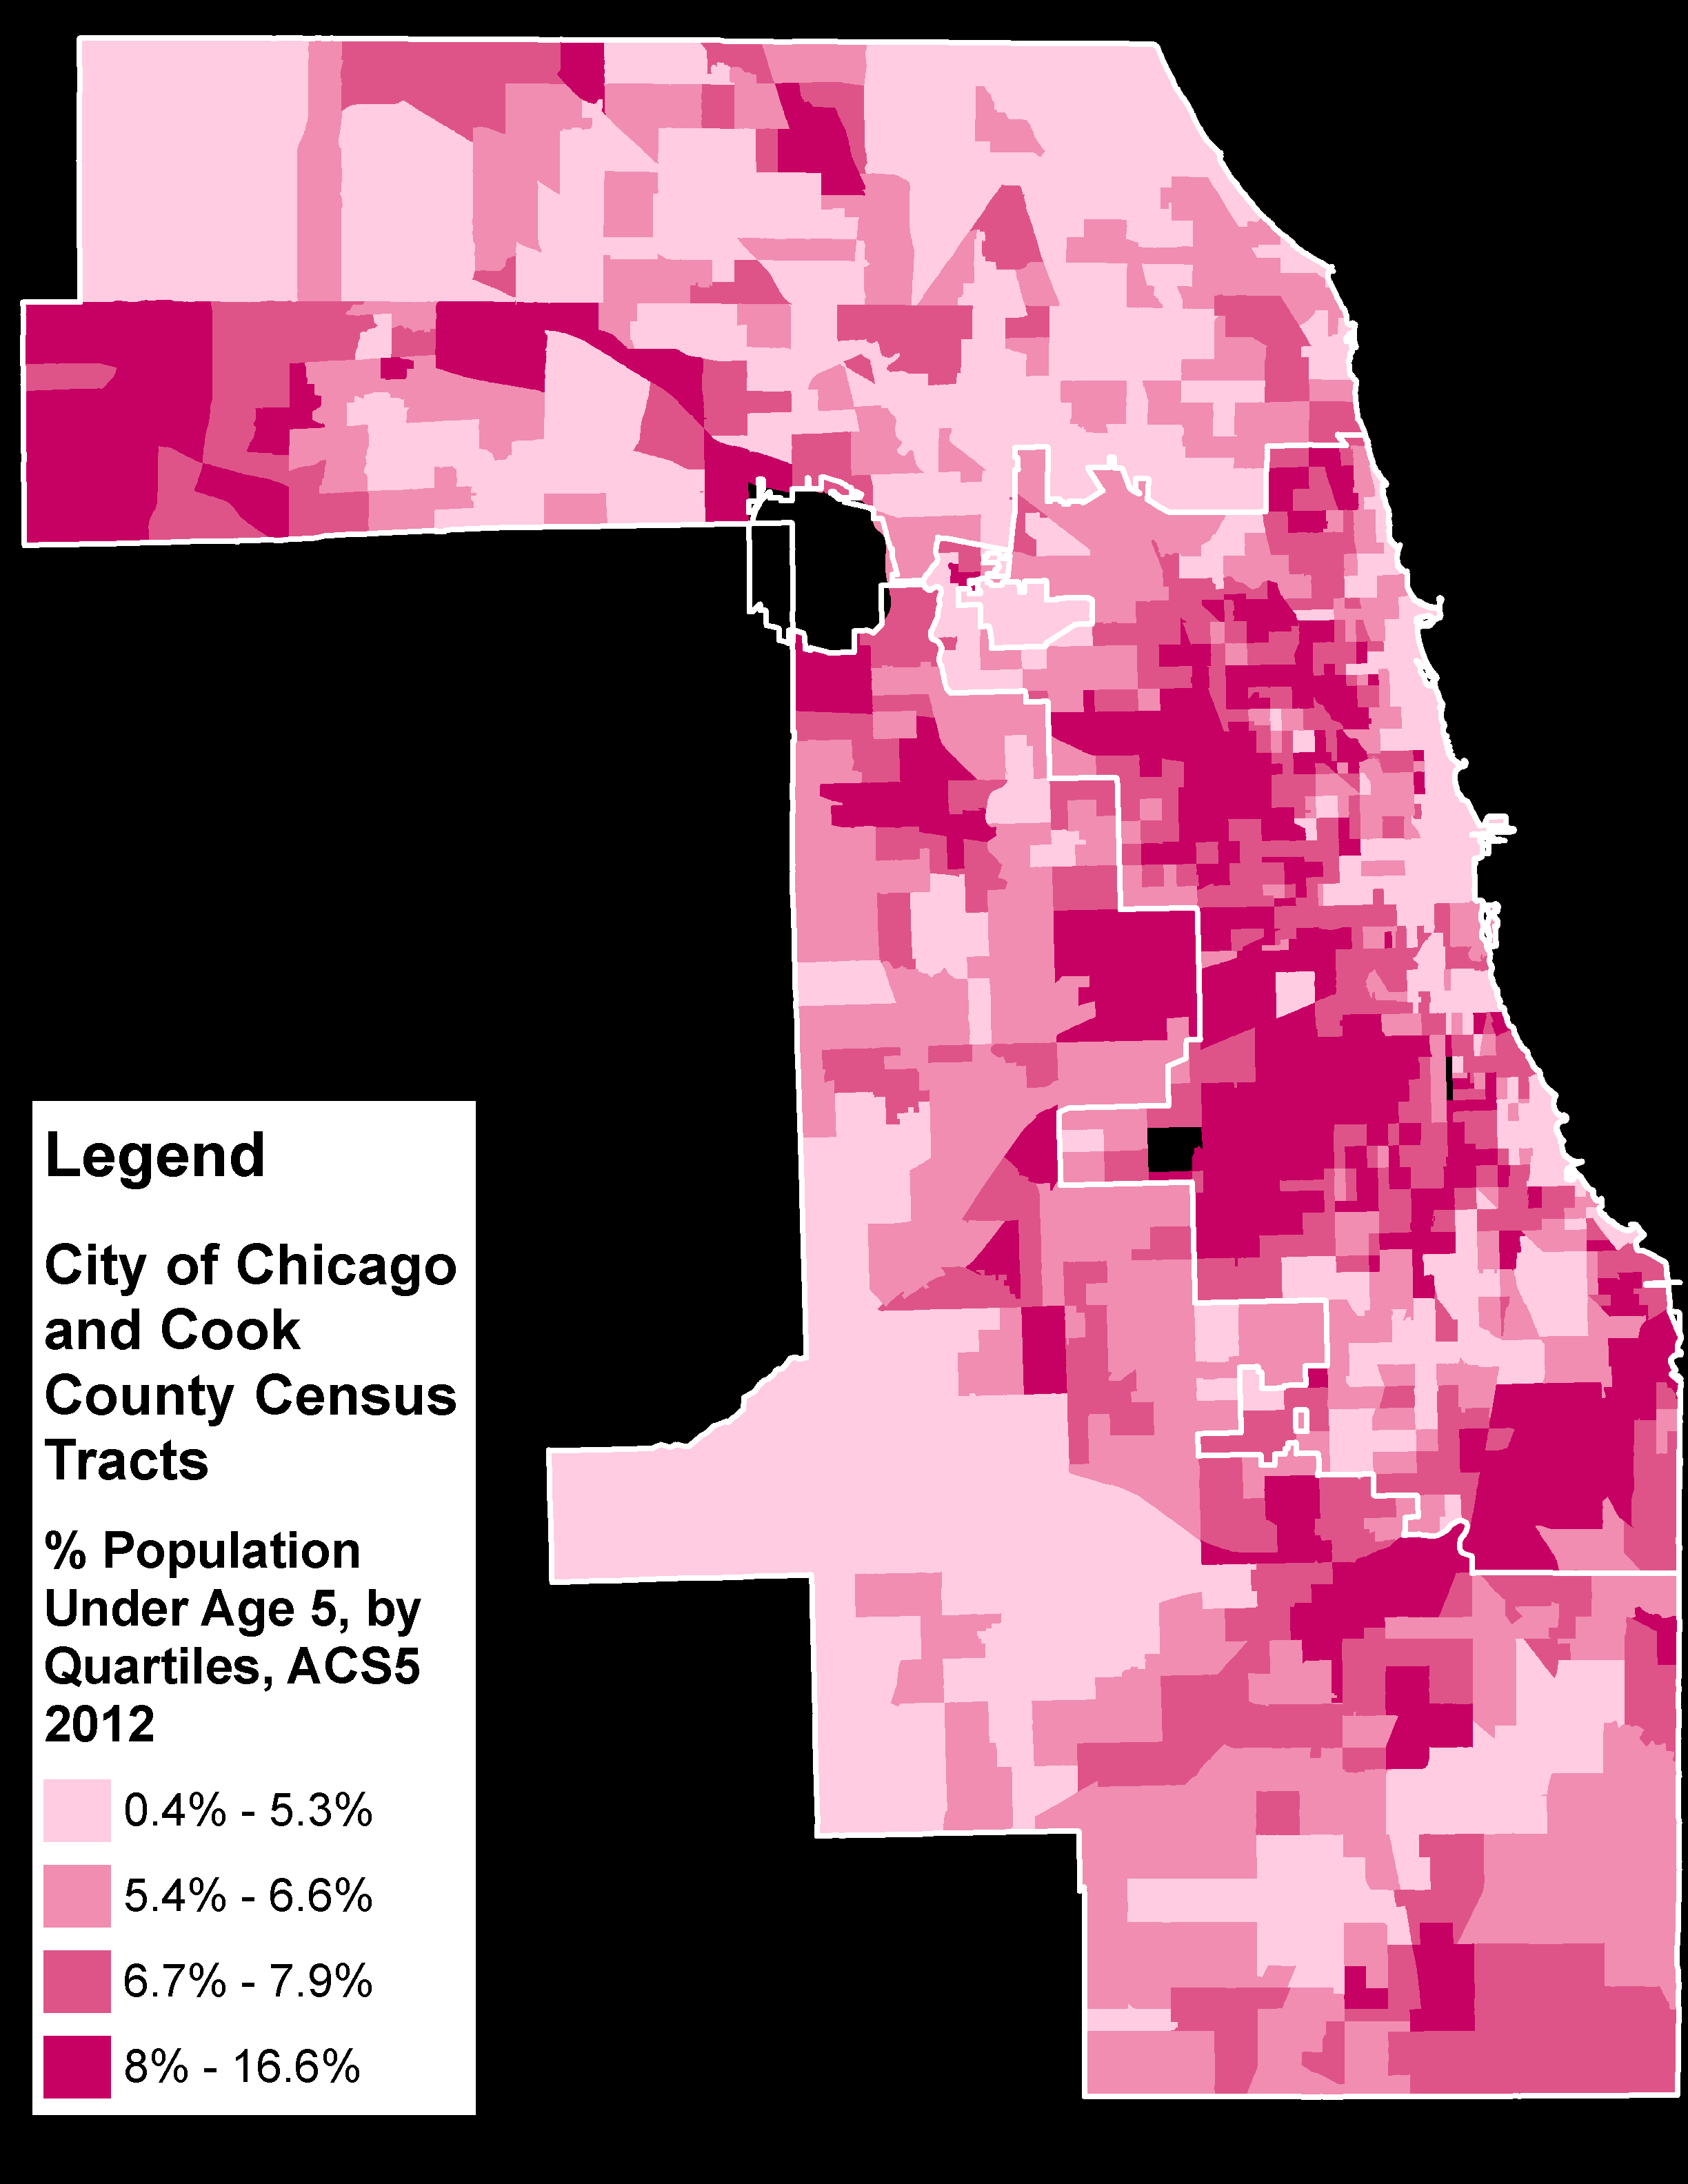 Legend
City of Chicago
and Cook
County Census
Tracts
% Population
Under Age 5, by
Quartiles, ACS5
2012
0.4% - 5.3%
5.4% - 6.6%
6.7% - 7.9%
8% - 16.6%